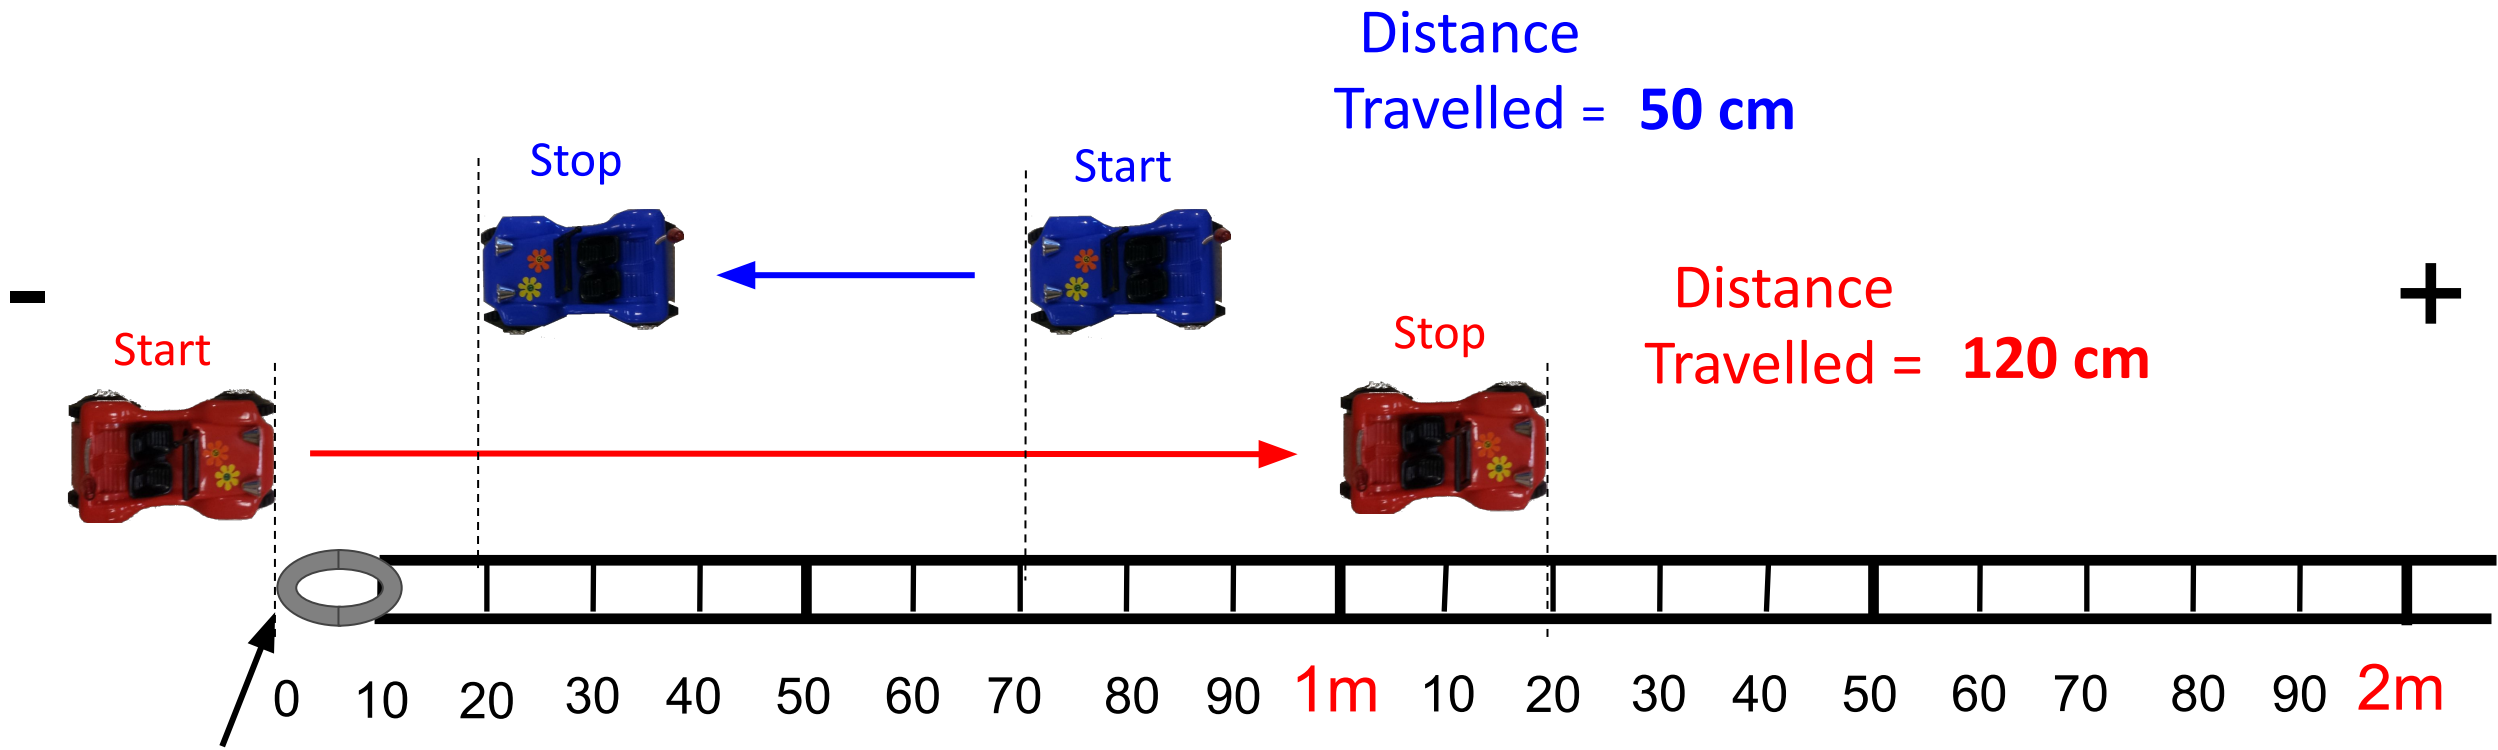 Distance
Travelled = 50 cm
Stop
Start
-
+
Distance
Travelled = 120 cm
Start
Stop
0 10 20 30 40 50 60 70 80 90 1m 10 20 30 40 50 60 70 80 90 2m